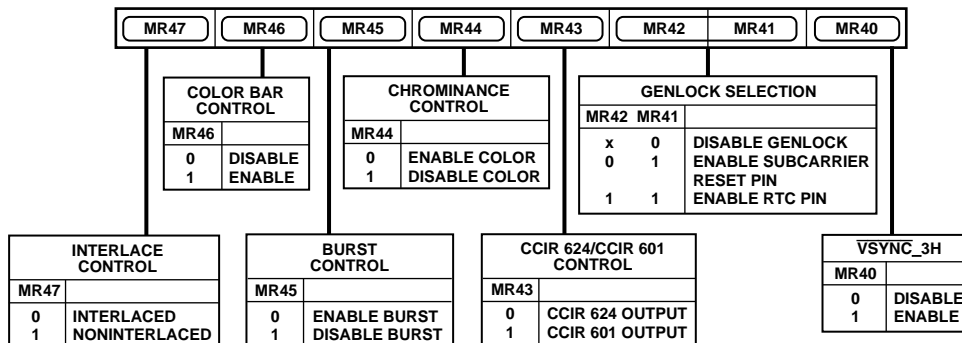 MR47 MR46 MR45 MR44 MR43 MR42 MR41 MR40
COLOR BAR
CONTROL
MR46
0 DISABLE
1 ENABLE
CHROMINANCE
CONTROL
MR44
0 ENABLE COLOR
1 DISABLE COLOR
GENLOCK SELECTION
MR42 MR41
x 0 DISABLE GENLOCK
0 1 ENABLE SUBCARRIER
RESET PIN
1 1 ENABLE RTC PIN
INTERLACE
CONTROL
MR47
0 INTERLACED
1 NONINTERLACED
BURST
CONTROL
MR45
0 ENABLE BURST
1 DISABLE BURST
CCIR 624/CCIR 601
CONTROL
MR43
0 CCIR 624 OUTPUT
1 CCIR 601 OUTPUT
VSYNC_3H
MR40
0 DISABLE
1 ENABLE